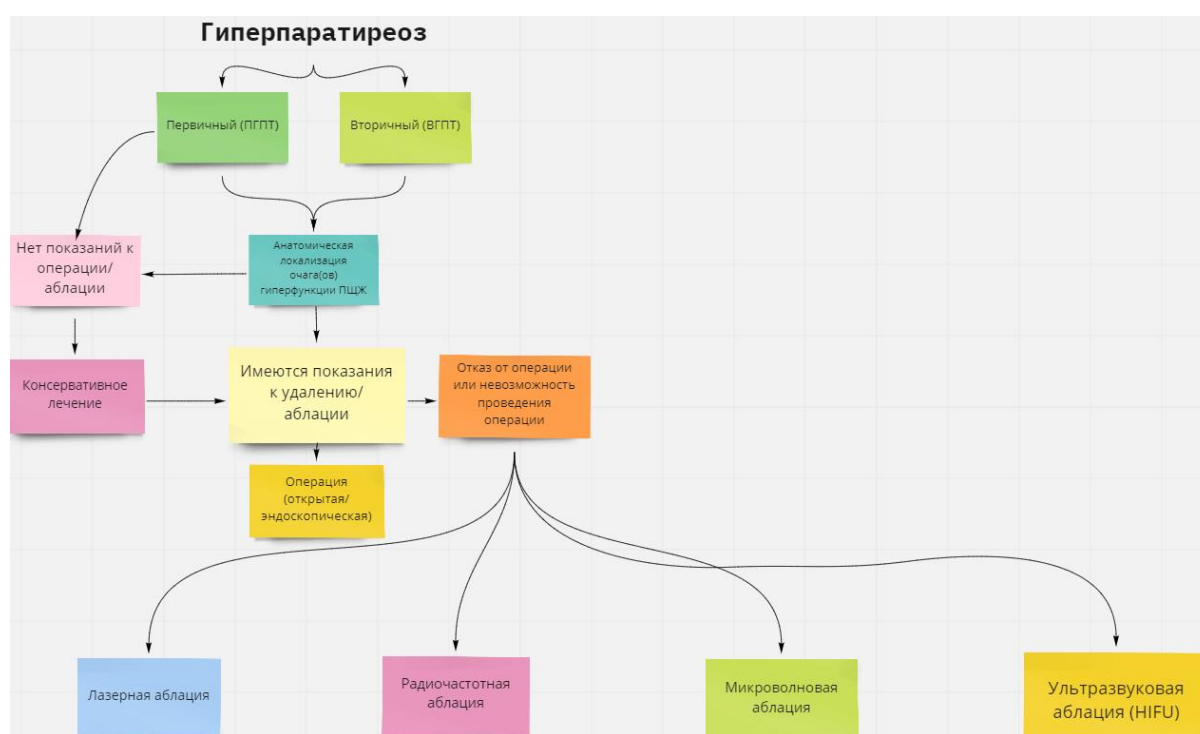 Гиперпаратиреоз
Первичный (ПГПТ)
Вторичный (ВГПТ)
Нет показаний к
операции/
аблации
Анатомическая
локализация
очага(ов)
гиперфункции ПЩЖ
Консервативное
лечение
Имеются показания
к удалению/
аблации
Отказ от операции
или невозможность
проведения
операции
Операция
(открытая/
эндоскопическая)
Лазерная аблация
Радиочастотная
аблация
Микроволновая
аблация
Ультразвуковая
аблация (HIFU)